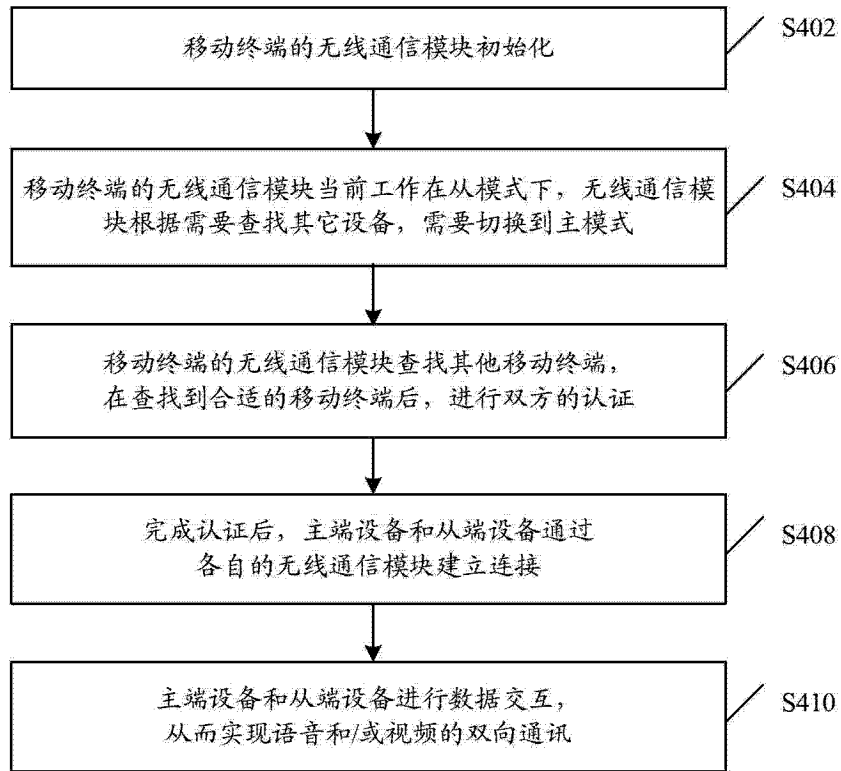 移动终端的无线通信模块初始化
S402
移动终端的无线通信模块当前工作在从模式下，无线通信模
块根据需要查找其它设备，需要切换到主模式
S404
移动终端的无线通信模块查找其他移动终端，
在查找到合适的移动终端后，进行双方的认证
S406
完成认证后，主端设备和从端设备通过
各自的无线通信模块建立连接
S408
主端设备和从端设备进行数据交互，
从而实现语音和/或视频的双向通讯
S410